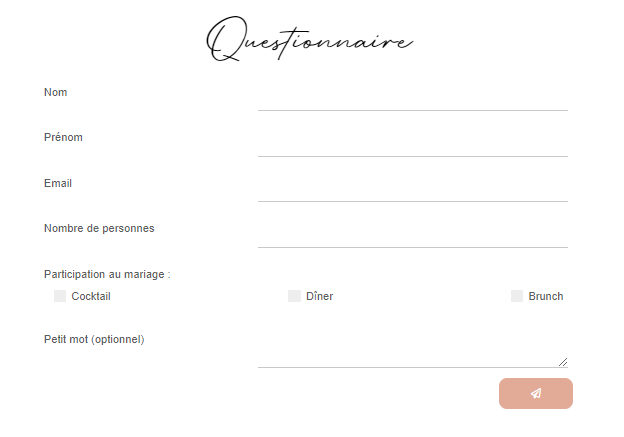 Questionnaire
Nom
Prénom
Email
Nombre de personnes
Participation au mariage :
Cocktail Dîner Brunch
Petit mot (optionnel)